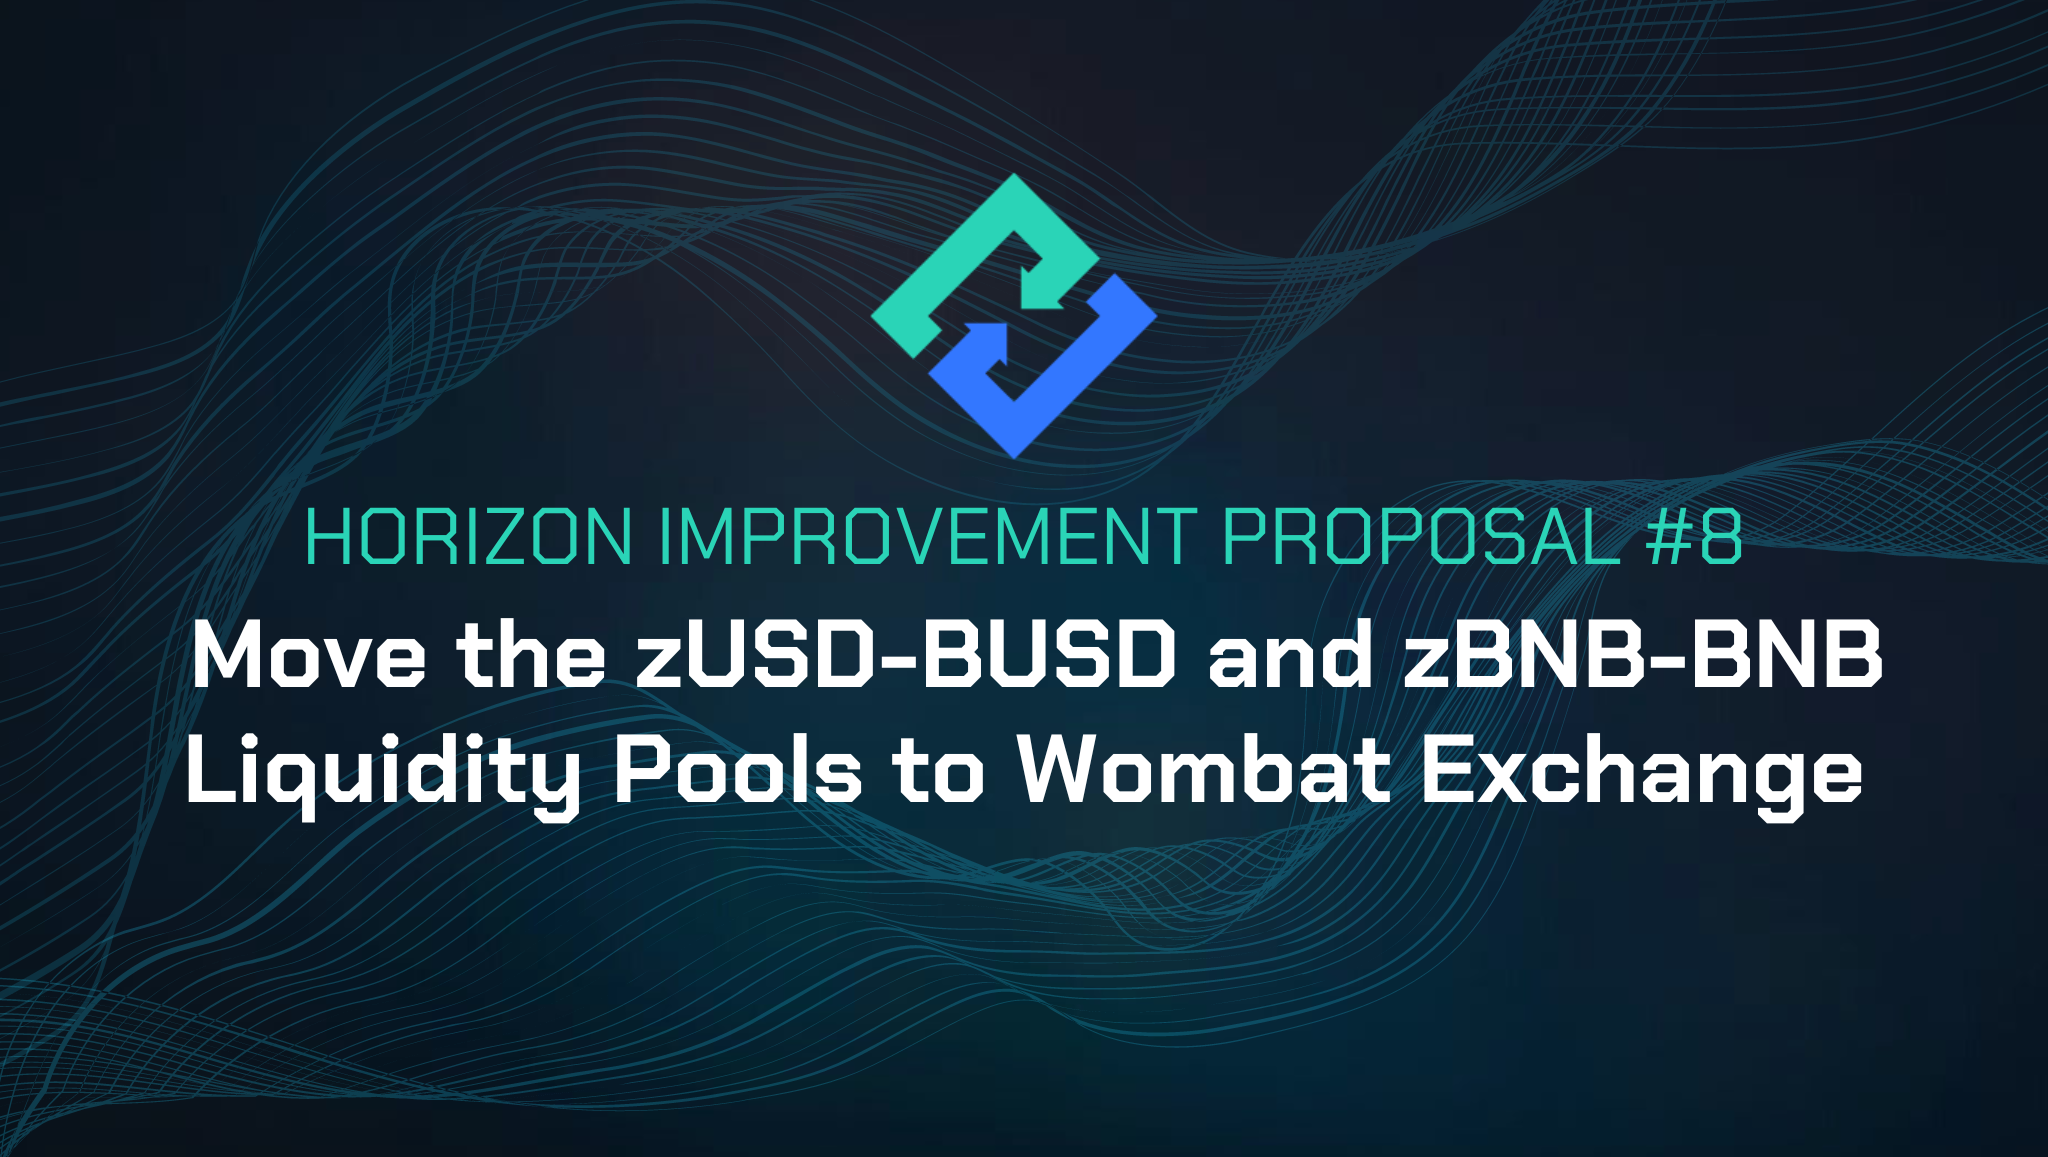 HORIZON IMPROVEMENT PROPOSAL #8
Move the zUSD-BUSD and zBNB-BNB
Liquidity Pools to Wombat Exchange